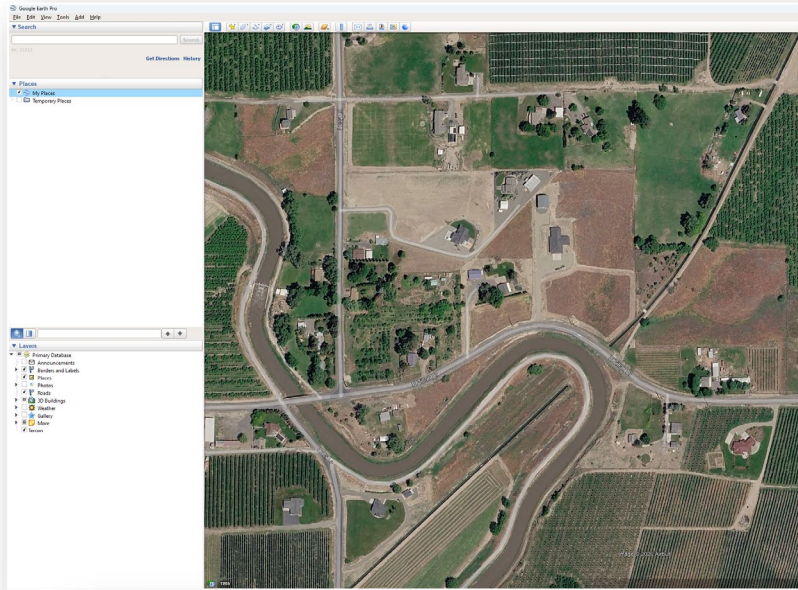 Google Earth Pro
File Edit View Tools Add Help
Search
Search
Get Directions History
Places
My Places
Temporary Places
Layers
Primary Database
Announcements
Borders and Labels
Places
Photos
Roads
3D Buildings
Weather
Gallery
More
Terrain
1996